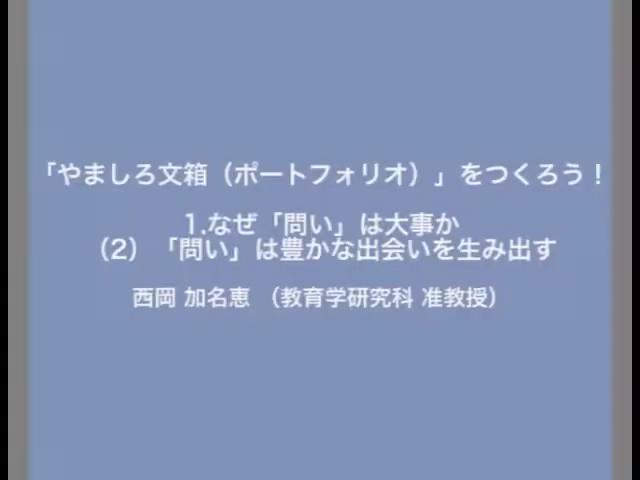 「やましろ文箱（ポートフォリオ）」をつくろう！
1.なぜ「問い」は大事か
（2）「問い」は豊かな出会いを生み出す
西岡 加名恵 （教育学研究科 准教授）